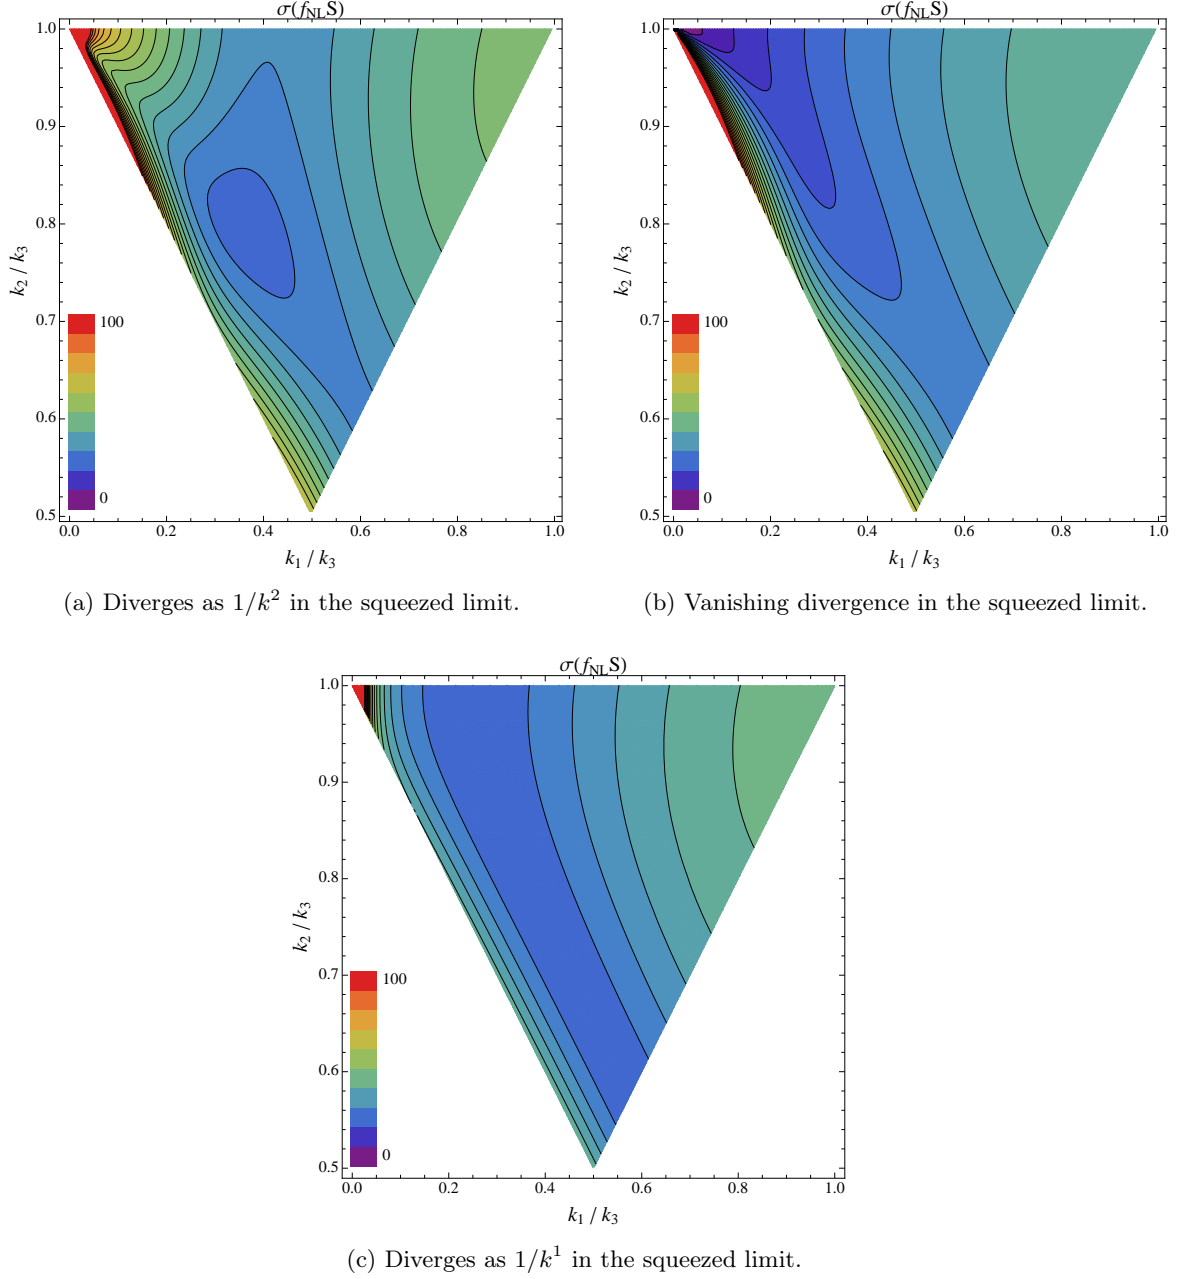 σ(f_NL S)
1.0
0.9
0.8
0.7
0.6
0.5
k_2 / k_3
100
0
0.0 0.2 0.4 0.6 0.8 1.0
k_1 / k_3
(a) Diverges as 1/k^2 in the squeezed limit.
σ(f_NL S)
1.0
0.9
0.8
0.7
0.6
0.5
k_2 / k_3
100
0
0.0 0.2 0.4 0.6 0.8 1.0
k_1 / k_3
(b) Vanishing divergence in the squeezed limit.
σ(f_NL S)
1.0
0.9
0.8
0.7
0.6
0.5
k_2 / k_3
100
0
0.0 0.2 0.4 0.6 0.8 1.0
k_1 / k_3
(c) Diverges as 1/k^1 in the squeezed limit.